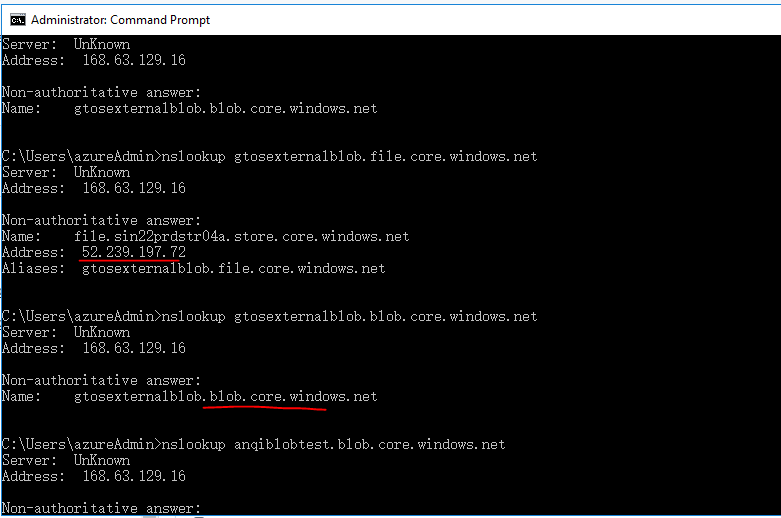 Administrator: Command Prompt
Server:  UnKnown
Address:  168.63.129.16
Non-authoritative answer:
Name:    gtosexternalblob.blob.core.windows.net
C:\Users\azureAdmin>nslookup gtosexternalblob.file.core.windows.net
Server:  UnKnown
Address:  168.63.129.16
Non-authoritative answer:
Name:    file.sin22prdstr04a.store.core.windows.net
Address:  52.239.197.72
Aliases:  gtosexternalblob.file.core.windows.net
C:\Users\azureAdmin>nslookup gtosexternalblob.blob.core.windows.net
Server:  UnKnown
Address:  168.63.129.16
Non-authoritative answer:
Name:    gtosexternalblob.blob.core.windows.net
C:\Users\azureAdmin>nslookup anqiblobtest.blob.core.windows.net
Server:  UnKnown
Address:  168.63.129.16
Non-authoritative answer: